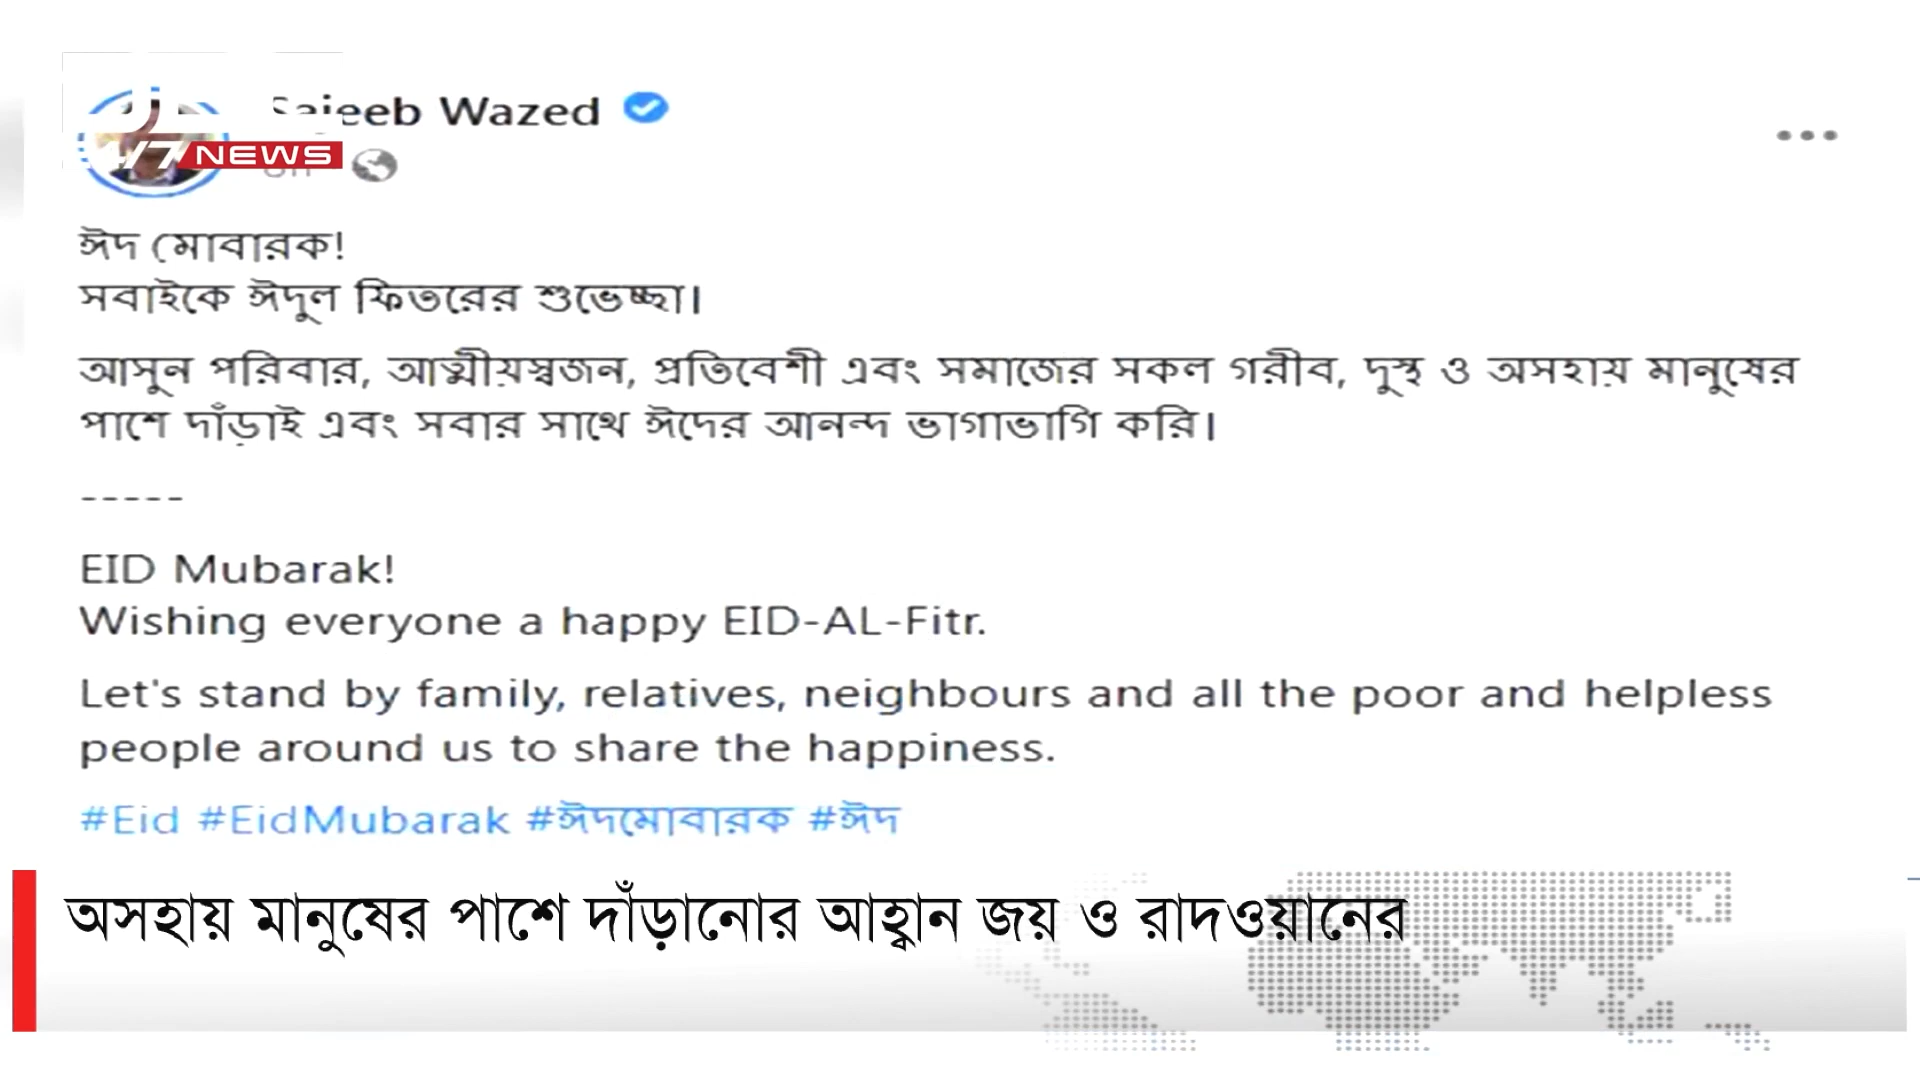 Sajeeb Wazed
4/7 NEWS
ঈদ মোবারক!
সবাইকে ঈদুল ফিতরের শুভেচ্ছা।
আসুন পরিবার, আত্মীয়স্বজন, প্রতিবেশী এবং সমাজের সকল গরীব, দুস্থ ও অসহায় মানুষের
পাশে দাঁড়াই এবং সবার সাথে ঈদের আনন্দ ভাগাভাগি করি।
-----
EID Mubarak!
Wishing everyone a happy EID-AL-Fitr.
Let's stand by family, relatives, neighbours and all the poor and helpless
people around us to share the happiness.
#Eid #EidMubarak #ঈদমোবারক #ঈদ
অসহায় মানুষের পাশে দাঁড়ানোর আহ্বান জয় ও রাদওয়ানের